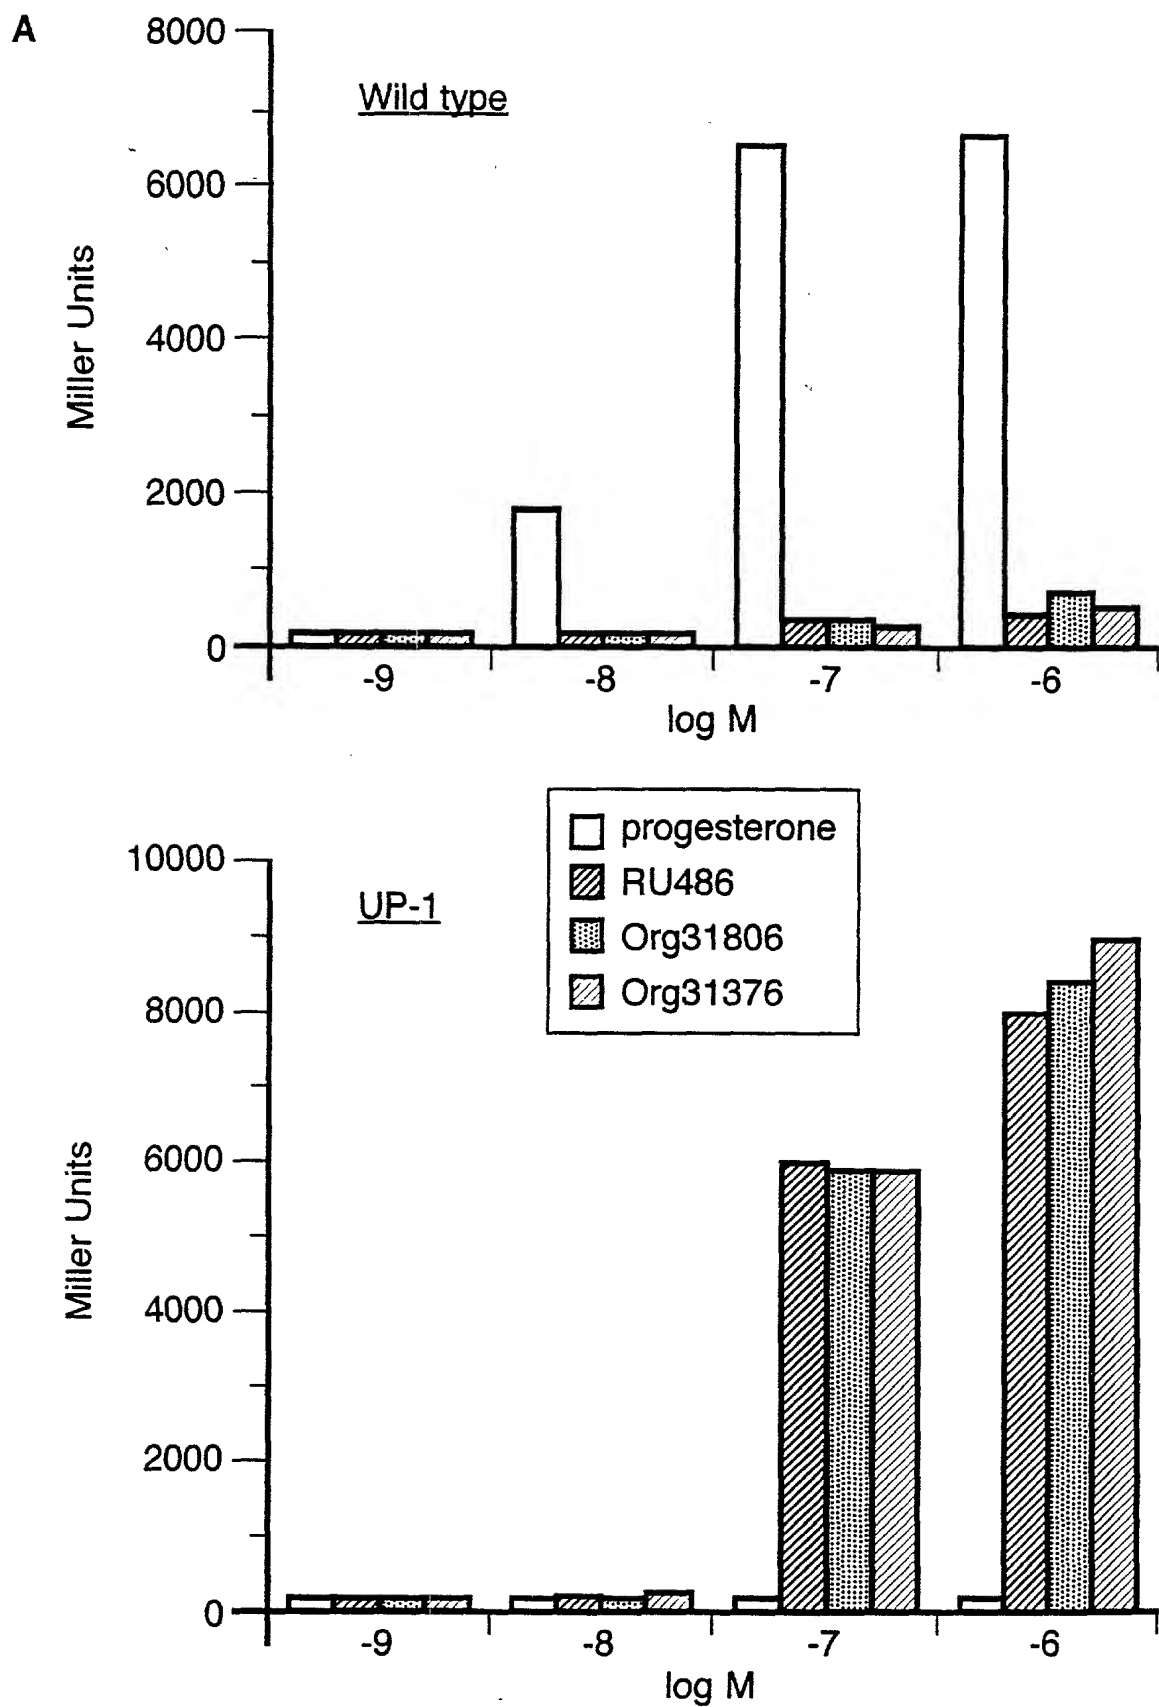 A
8000
Wild type
6000
Miller Units
4000
2000
0
-9 -8 -7 -6
log M
progesterone
RU486
Org31806
Org31376
10000
UP-1
8000
Miller Units
6000
4000
2000
0
-9 -8 -7 -6
log M